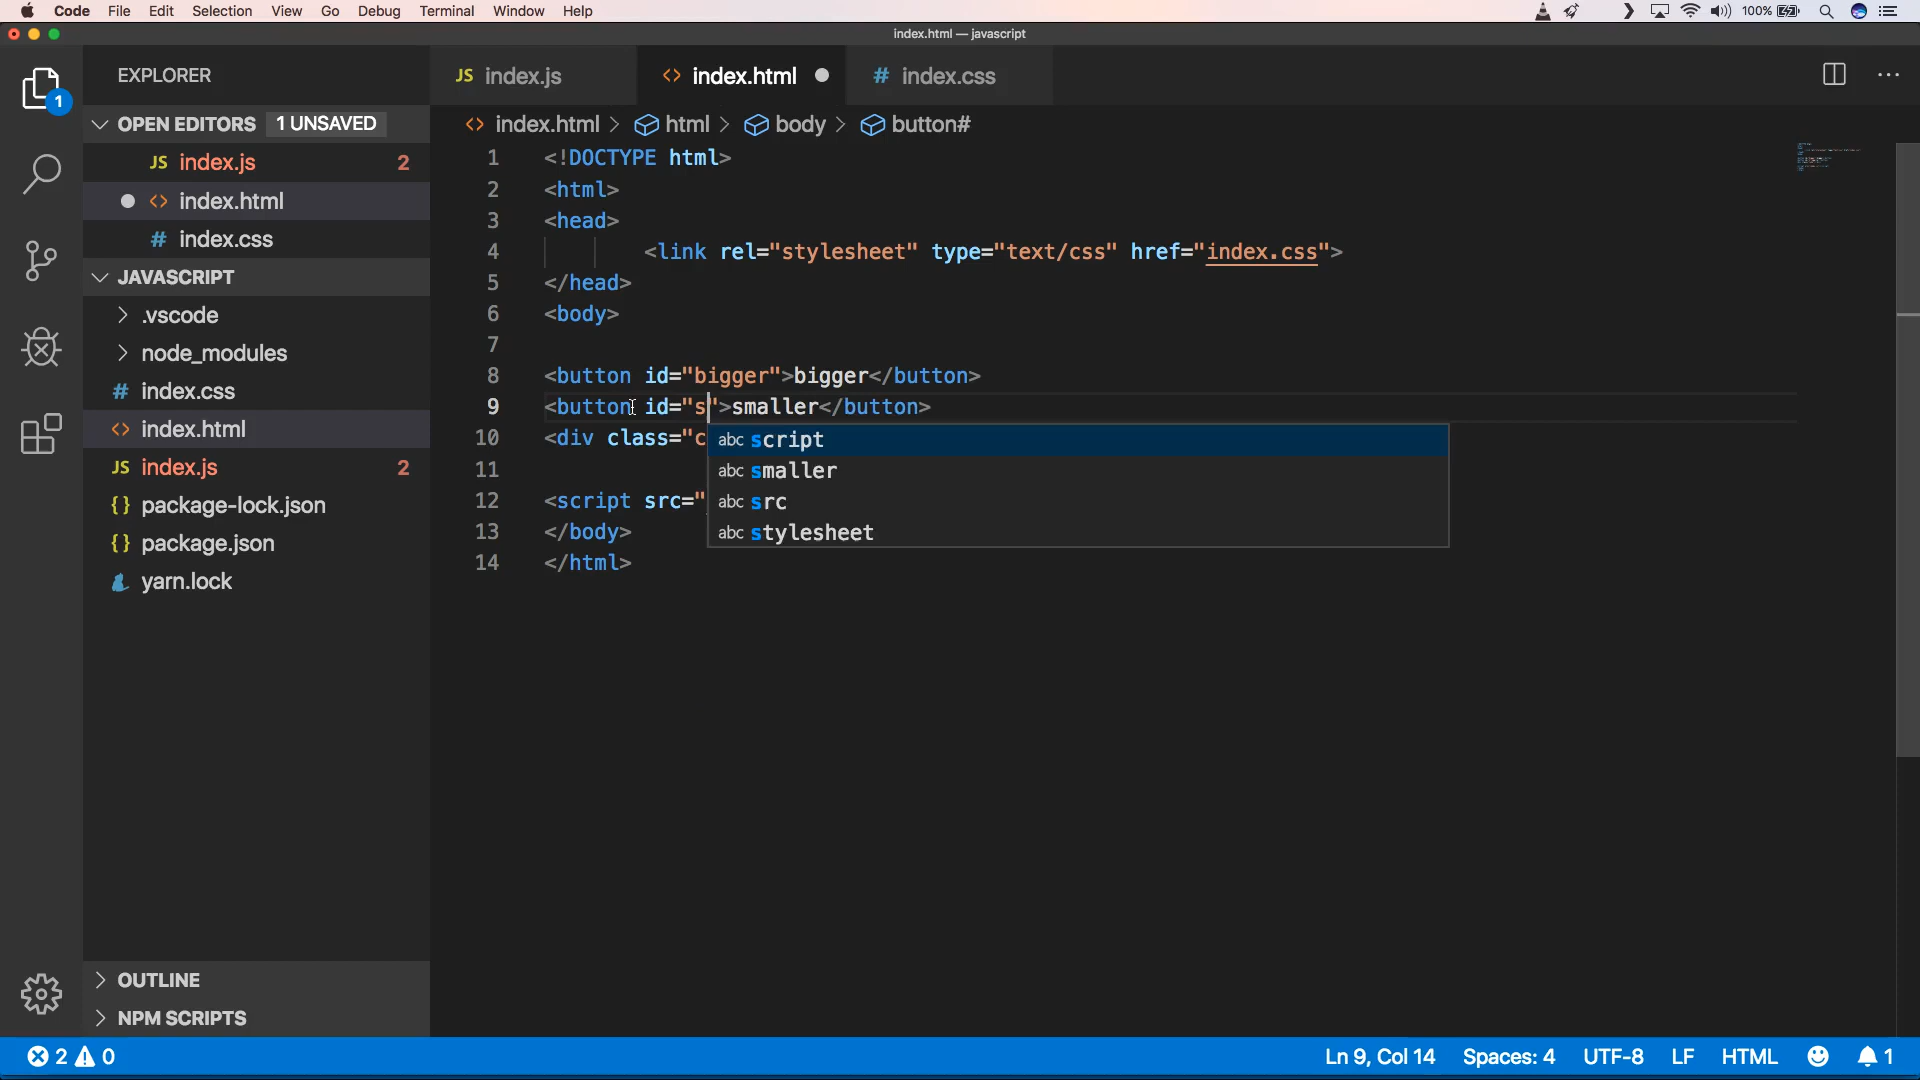 Code File Edit Selection View Go Debug Terminal Window Help 100%
index.html — javascript
EXPLORER
OPEN EDITORS 1 UNSAVED
JS index.js 2
<> index.html
# index.css
JAVASCRIPT
.vscode
node_modules
# index.css
<> index.html
JS index.js 2
{} package-lock.json
{} package.json
yarn.lock
OUTLINE
NPM SCRIPTS
1
JS index.js <> index.html # index.css
<> index.html > html > body > button#
1 <!DOCTYPE html>
2 <html>
3 <head>
4 <link rel="stylesheet" type="text/css" href="index.css">
5 </head>
6 <body>
7
8 <button id="bigger">bigger</button>
9 <button id="s">smaller</button>
10 <div class="c
11
12 <script src="
13 </body>
14 </html>
abc script
abc smaller
abc src
abc stylesheet
2 0 Ln 9, Col 14 Spaces: 4 UTF-8 LF HTML 1